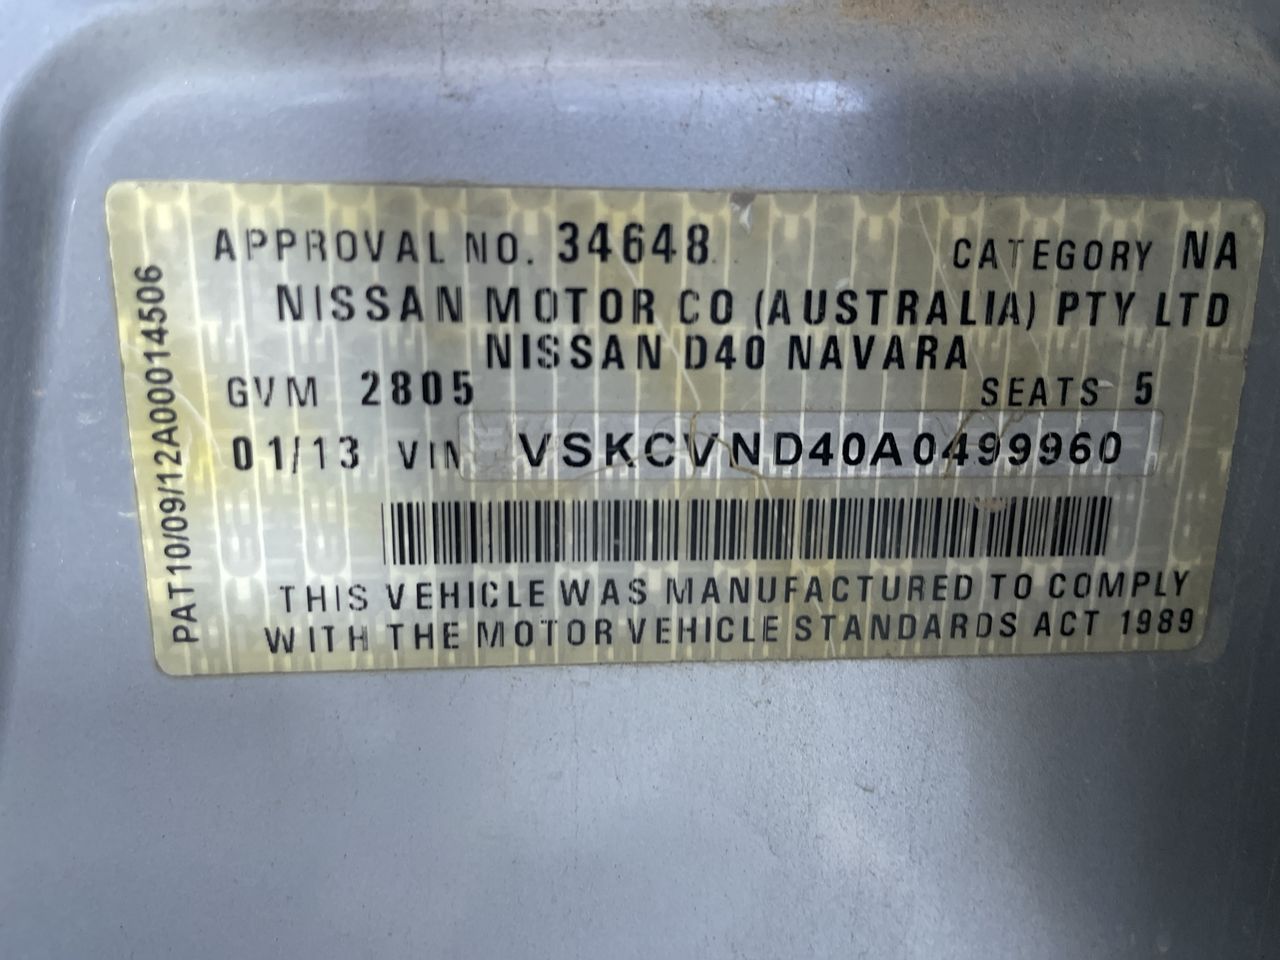 APPROVAL NO. 34648 CATEGORY NA
NISSAN MOTOR CO (AUSTRALIA) PTY LTD
NISSAN D40 NAVARA
GVM 2805 SEATS 5
01/13 VIN VSKCVND40A0499960
THIS VEHICLE WAS MANUFACTURED TO COMPLY
WITH THE MOTOR VEHICLE STANDARDS ACT 1989
PAT10/09/12A00014506